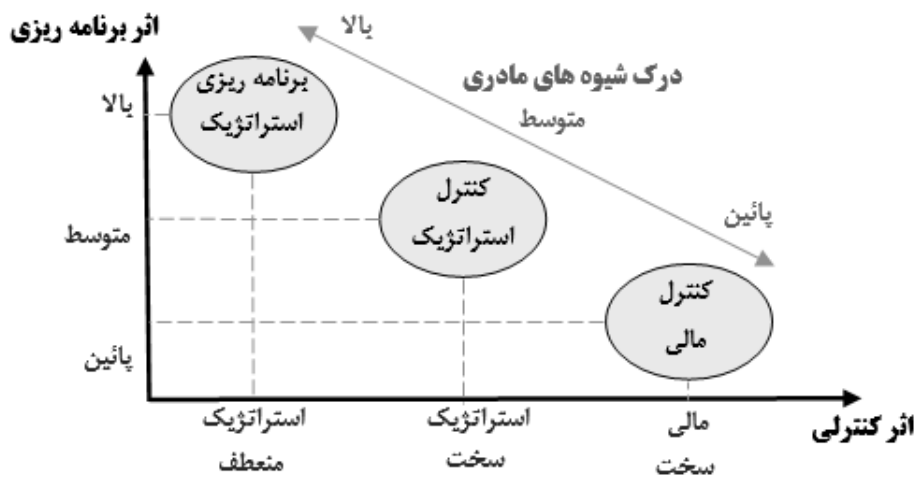 اثر برنامه ریزی
بالا
درک شیوه های مادری
متوسط
پائین
بالا
متوسط
پائین
برنامه ریزی
استراتژیک
کنترل
استراتژیک
کنترل
مالی
استراتژیک
منعطف
استراتژیک
سخت
مالی
سخت
اثر کنترلی